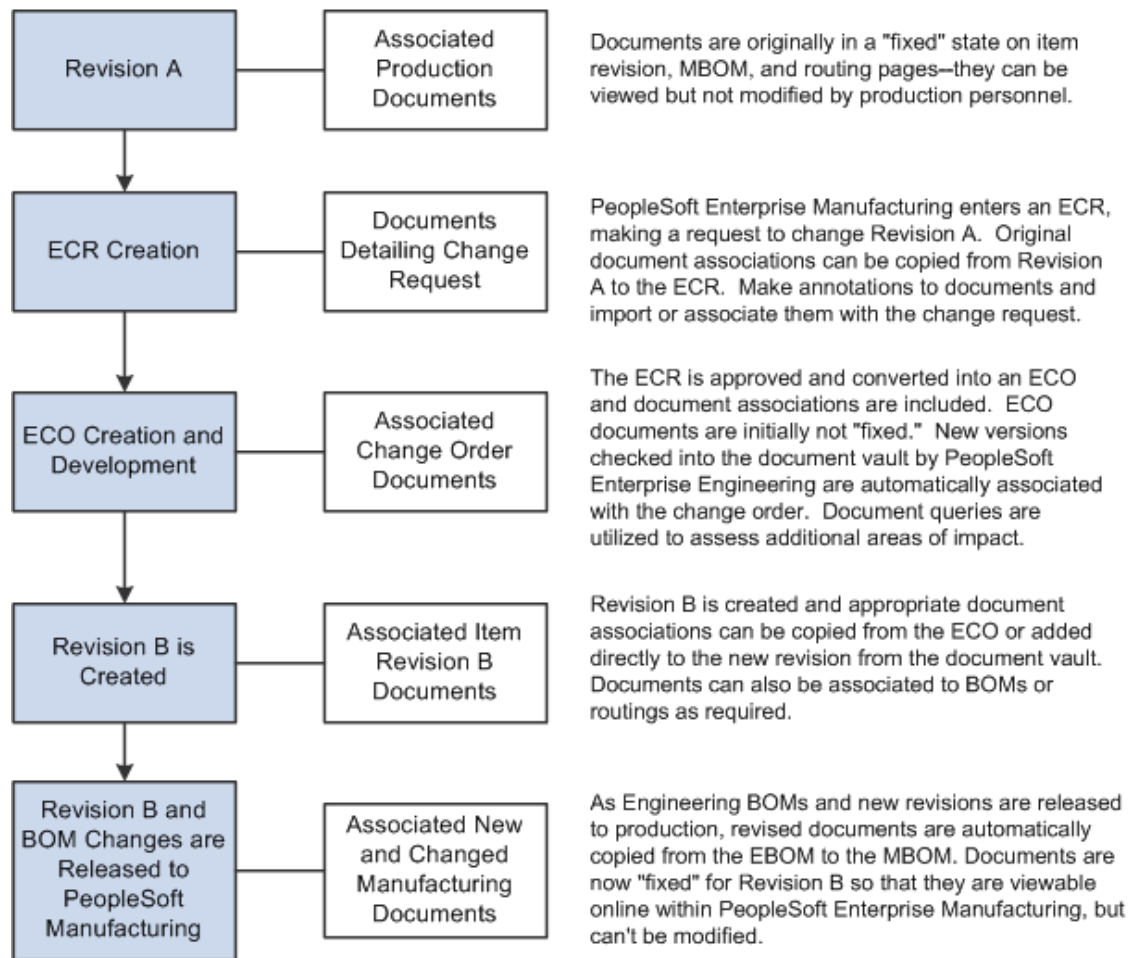 Revision A
Associated
Production
Documents
Documents are originally in a "fixed" state on item
revision, MBOM, and routing pages--they can be
viewed but not modified by production personnel.
ECR Creation
Documents
Detailing Change
Request
PeopleSoft Enterprise Manufacturing enters an ECR,
making a request to change Revision A.  Original
document associations can be copied from Revision
A to the ECR.  Make annotations to documents and
import or associate them with the change request.
ECO Creation and
Development
Associated
Change Order
Documents
The ECR is approved and converted into an ECO
and document associations are included.  ECO
documents are initially not "fixed."  New versions
checked into the document vault by PeopleSoft
Enterprise Engineering are automatically associated
with the change order.  Document queries are
utilized to assess additional areas of impact.
Revision B is
Created
Associated Item
Revision B
Documents
Revision B is created and appropriate document
associations can be copied from the ECO or added
directly to the new revision from the document vault.
Documents can also be associated to BOMs or
routings as required.
Revision B and
BOM Changes are
Released to
PeopleSoft
Manufacturing
Associated New
and Changed
Manufacturing
Documents
As Engineering BOMs and new revisions are released
to production, revised documents are automatically
copied from the EBOM to the MBOM. Documents are
now "fixed" for Revision B so that they are viewable
online within PeopleSoft Enterprise Manufacturing, but
can't be modified.